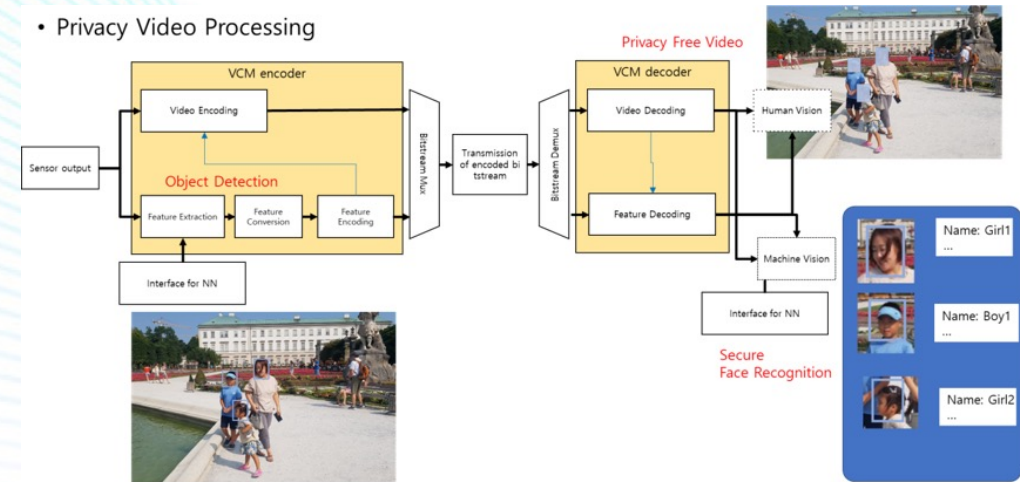 • Privacy Video Processing
Privacy Free Video
VCM encoder
VCM decoder
Video Encoding
Video Decoding
Human Vision
Sensor output
Bitstream Mux
Transmission
of encoded bi
tstream
Bitstream Demux
Object Detection
Feature Extraction
Feature
Conversion
Feature
Encoding
Feature Decoding
Machine Vision
Interface for NN
Interface for NN
Secure
Face Recognition
Name: Girl1
...
Name: Boy1
...
Name: Girl2
...